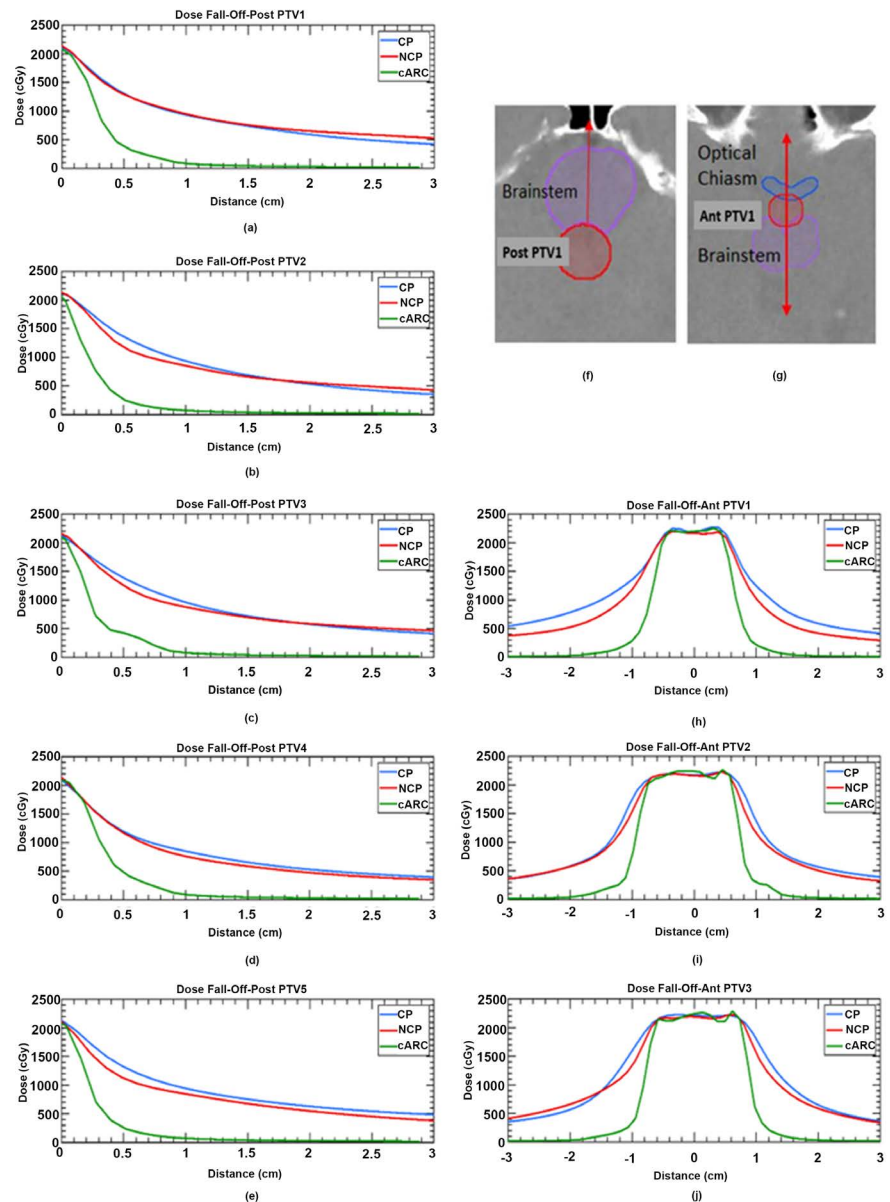 Dose Fall-Off-Post PTV1
2500
2000
1500
1000
500
0
Dose (cGy)
CP
NCP
cARC
0 0.5 1 1.5 2 2.5 3
Distance (cm)
(a)
Dose Fall-Off-Post PTV2
2500
2000
1500
1000
500
0
Dose (cGy)
CP
NCP
cARC
0 0.5 1 1.5 2 2.5 3
Distance (cm)
(b)
Dose Fall-Off-Post PTV3
2500
2000
1500
1000
500
0
Dose (cGy)
CP
NCP
cARC
0 0.5 1 1.5 2 2.5 3
Distance (cm)
(c)
Dose Fall-Off-Post PTV4
2500
2000
1500
1000
500
0
Dose (cGy)
CP
NCP
cARC
0 0.5 1 1.5 2 2.5 3
Distance (cm)
(d)
Dose Fall-Off-Post PTV5
2500
2000
1500
1000
500
0
Dose (cGy)
CP
NCP
cARC
0 0.5 1 1.5 2 2.5 3
Distance (cm)
(e)
Brainstem
Post PTV1
(f)
Optical
Chiasm
Ant PTV1
Brainstem
(g)
Dose Fall-Off-Ant PTV1
2500
2000
1500
1000
500
0
Dose (cGy)
CP
NCP
cARC
-3 -2 -1 0 1 2 3
Distance (cm)
(h)
Dose Fall-Off-Ant PTV2
2500
2000
1500
1000
500
0
Dose (cGy)
CP
NCP
cARC
-3 -2 -1 0 1 2 3
Distance (cm)
(i)
Dose Fall-Off-Ant PTV3
2500
2000
1500
1000
500
0
Dose (cGy)
CP
NCP
cARC
-3 -2 -1 0 1 2 3
Distance (cm)
(j)